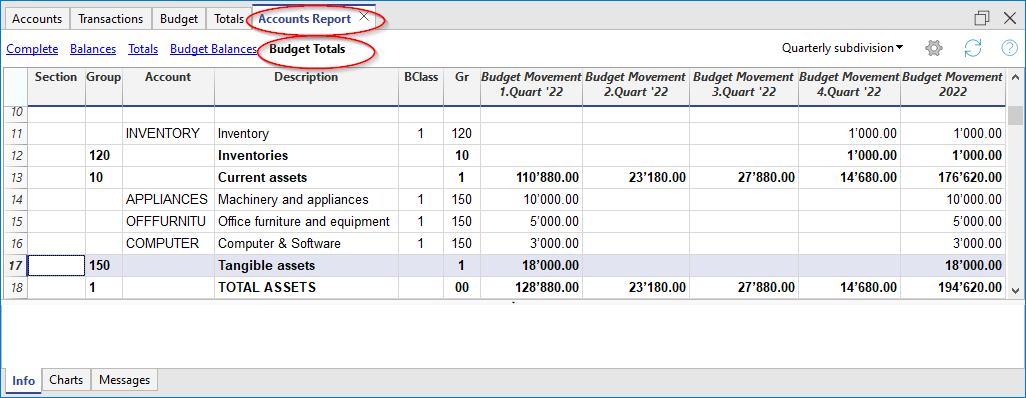 Accounts Transactions Budget Totals Accounts Report
Complete Balances Totals Budget Balances Budget Totals Quarterly subdivision
Section Group Account Description BClass Gr Budget Movement 1.Quart '22 Budget Movement 2.Quart '22 Budget Movement 3.Quart '22 Budget Movement 4.Quart '22 Budget Movement 2022
10
11 INVENTORY Inventory 1 120 1’000.00 1’000.00
12 120 Inventories 10 1’000.00 1’000.00
13 10 Current assets 1 110’880.00 23’180.00 27’880.00 14’680.00 176’620.00
14 APPLIANCES Machinery and appliances 1 150 10’000.00 10’000.00
15 OFFFURNITU Office furniture and equipment 1 150 5’000.00 5’000.00
16 COMPUTER Computer & Software 1 150 3’000.00 3’000.00
17 150 Tangible assets 1 18’000.00 18’000.00
18 1 TOTAL ASSETS 00 128’880.00 23’180.00 27’880.00 14’680.00 194’620.00
Info Charts Messages